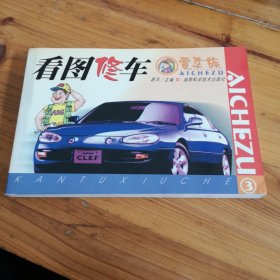 看图修车
爱车族
AICHEZU
AICHEZU
CLEF
KANTUXIUCHE
3